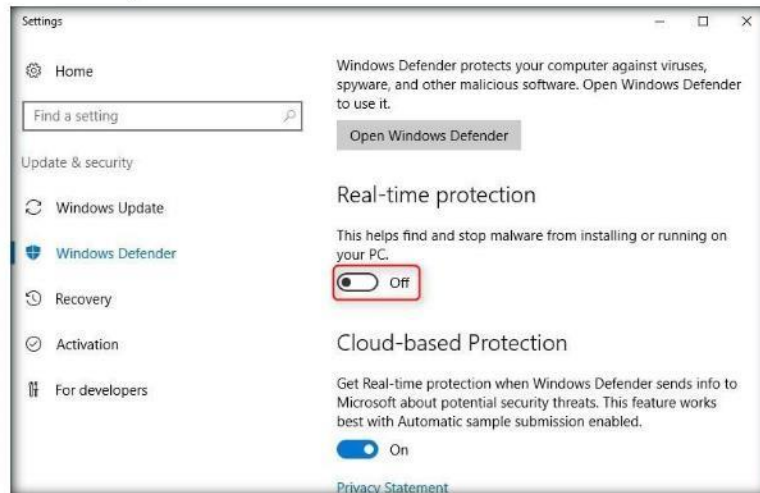 Settings
Home
Find a setting
Update & security
Windows Update
Windows Defender
Recovery
Activation
For developers
Windows Defender protects your computer against viruses,
spyware, and other malicious software. Open Windows Defender
to use it.
Open Windows Defender
Real-time protection
This helps find and stop malware from installing or running on
your PC.
Off
Cloud-based Protection
Get Real-time protection when Windows Defender sends info to
Microsoft about potential security threats. This feature works
best with Automatic sample submission enabled.
On
Privacy Statement